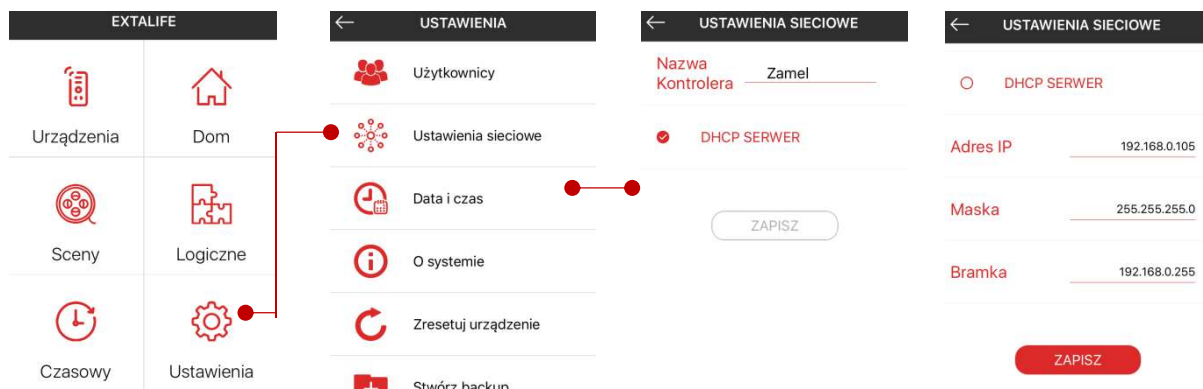 EXTALIFE
Urządzenia
Dom
Sceny
Logiczne
Czasowy
Ustawienia
USTAWIENIA
Użytkownicy
Ustawienia sieciowe
Data i czas
O systemie
Zresetuj urządzenie
Stwórz backup
USTAWIENIA SIECIOWE
Nazwa
Kontrolera Zamel
DHCP SERWER
ZAPISZ
USTAWIENIA SIECIOWE
DHCP SERWER
Adres IP 192.168.0.105
Maska 255.255.255.0
Bramka 192.168.0.255
ZAPISZ